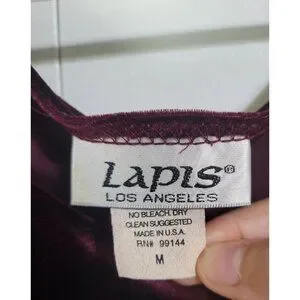 Lapis®
LOS ANGELES
NO BLEACH. DRY
CLEAN SUGGESTED
MADE IN U.S.A.
RN# 99144
M